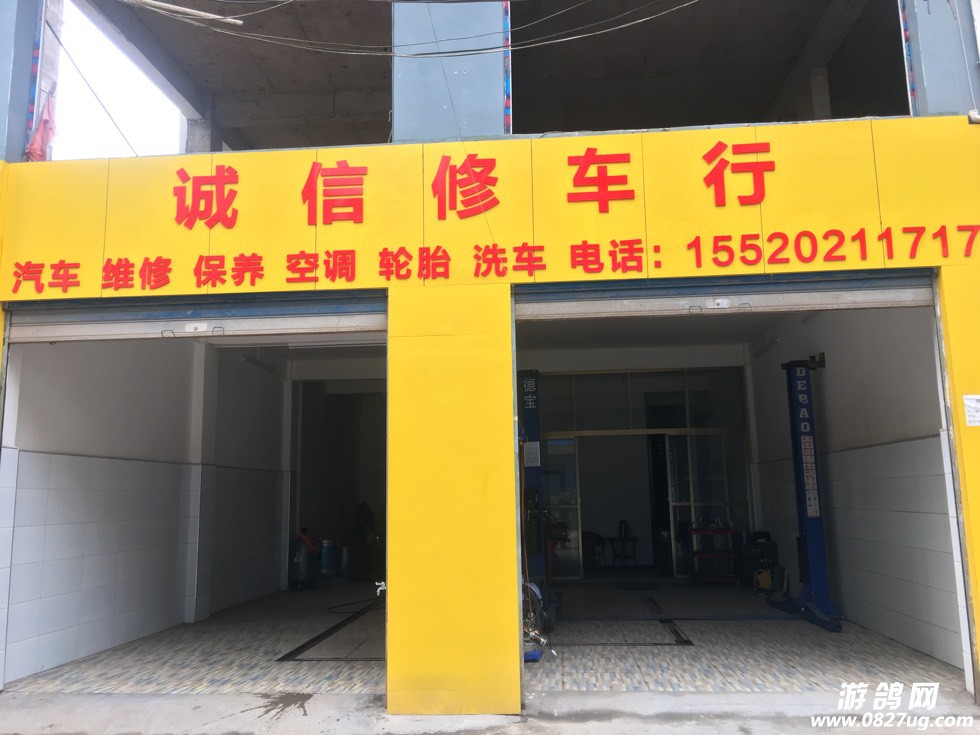 诚信修车行
汽车 维修 保养 空调 轮胎 洗车 电话：15520211717
德宝
DEBAO
游鸽网
www.0827ug.com